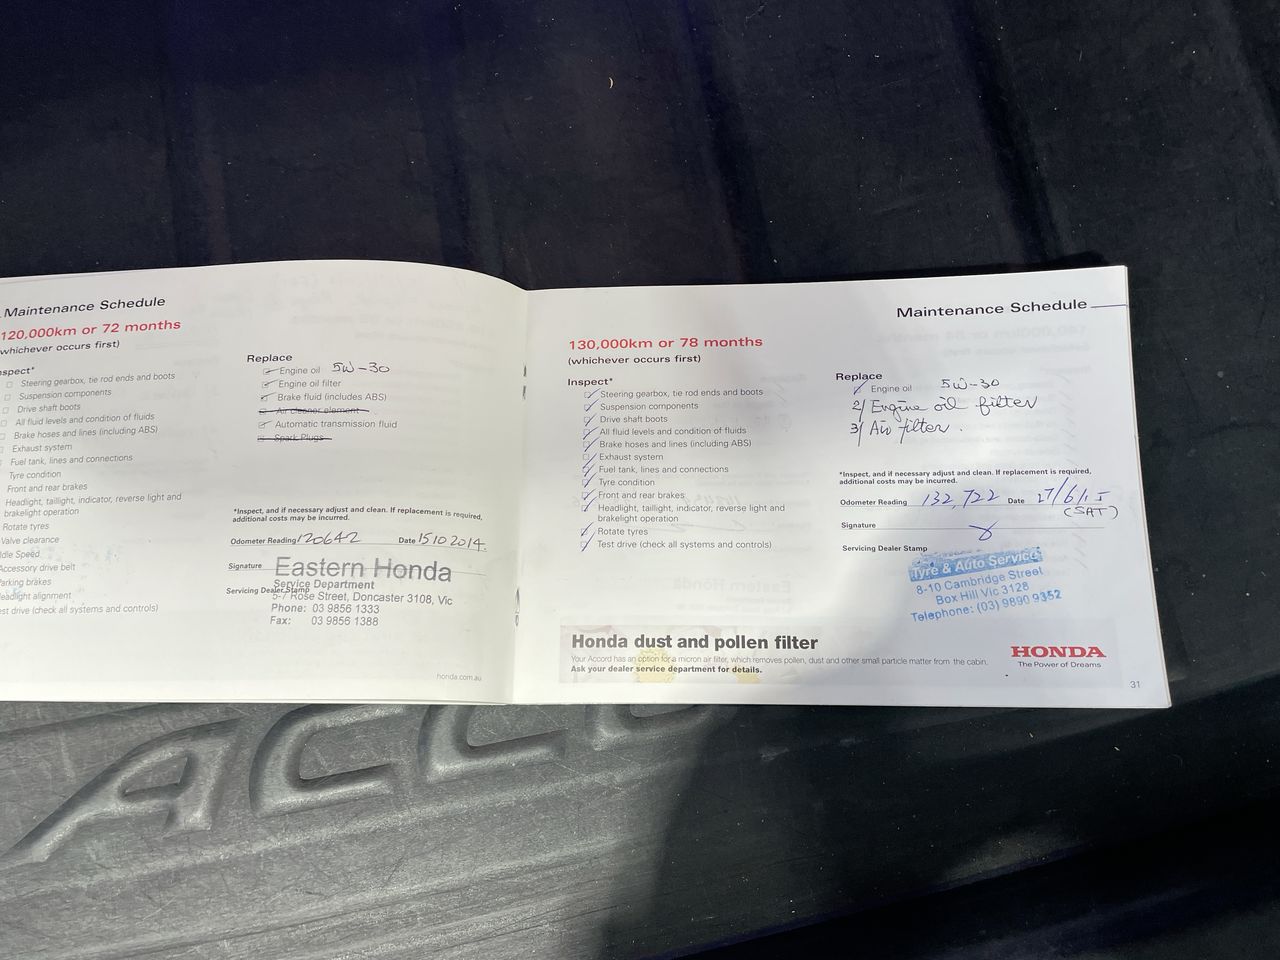 Maintenance Schedule
120,000km or 72 months
(whichever occurs first)
Inspect*
Steering gearbox, tie rod ends and boots
Suspension components
Drive shaft boots
All fluid levels and condition of fluids
Brake hoses and lines (including ABS)
Exhaust system
Fuel tank, lines and connections
Tyre condition
Front and rear brakes
Headlight, taillight, indicator, reverse light and
brakelight operation
Rotate tyres
Valve clearance
Idle Speed
Accessory drive belt
Parking brakes
Headlight alignment
Test drive (check all systems and controls)
Replace
Engine oil 5W-30
Engine oil filter
Brake fluid (includes ABS)
Air cleaner element
Automatic transmission fluid
Spark Plugs
*Inspect, and if necessary adjust and clean. If replacement is required,
additional costs may be incurred.
Odometer Reading 120642 Date 15 10 2014.
Signature
Eastern Honda
Service Department
Servicing Dealer Stamp
5-7 Rose Street, Doncaster 3108, Vic
Phone: 03 9856 1333
Fax: 03 9856 1388
honda.com.au
Maintenance Schedule
130,000km or 78 months
(whichever occurs first)
Inspect*
Steering gearbox, tie rod ends and boots
Suspension components
Drive shaft boots
All fluid levels and condition of fluids
Brake hoses and lines (including ABS)
Exhaust system
Fuel tank, lines and connections
Tyre condition
Front and rear brakes
Headlight, taillight, indicator, reverse light and
brakelight operation
Rotate tyres
Test drive (check all systems and controls)
Replace
Engine oil 5W-30
2/ Engine oil filter
3/ Air filter.
*Inspect, and if necessary adjust and clean. If replacement is required,
additional costs may be incurred.
Odometer Reading 132,722 Date 27/6/15
(SAT)
Signature
Servicing Dealer Stamp
Tyre & Auto Service
8-10 Cambridge Street
Box Hill Vic 3128
Telephone: (03) 9890 9352
Honda dust and pollen filter
Your Accord has an option for a micron air filter, which removes pollen, dust and other small particle matter from the cabin.
Ask your dealer service department for details.
HONDA
The Power of Dreams
31